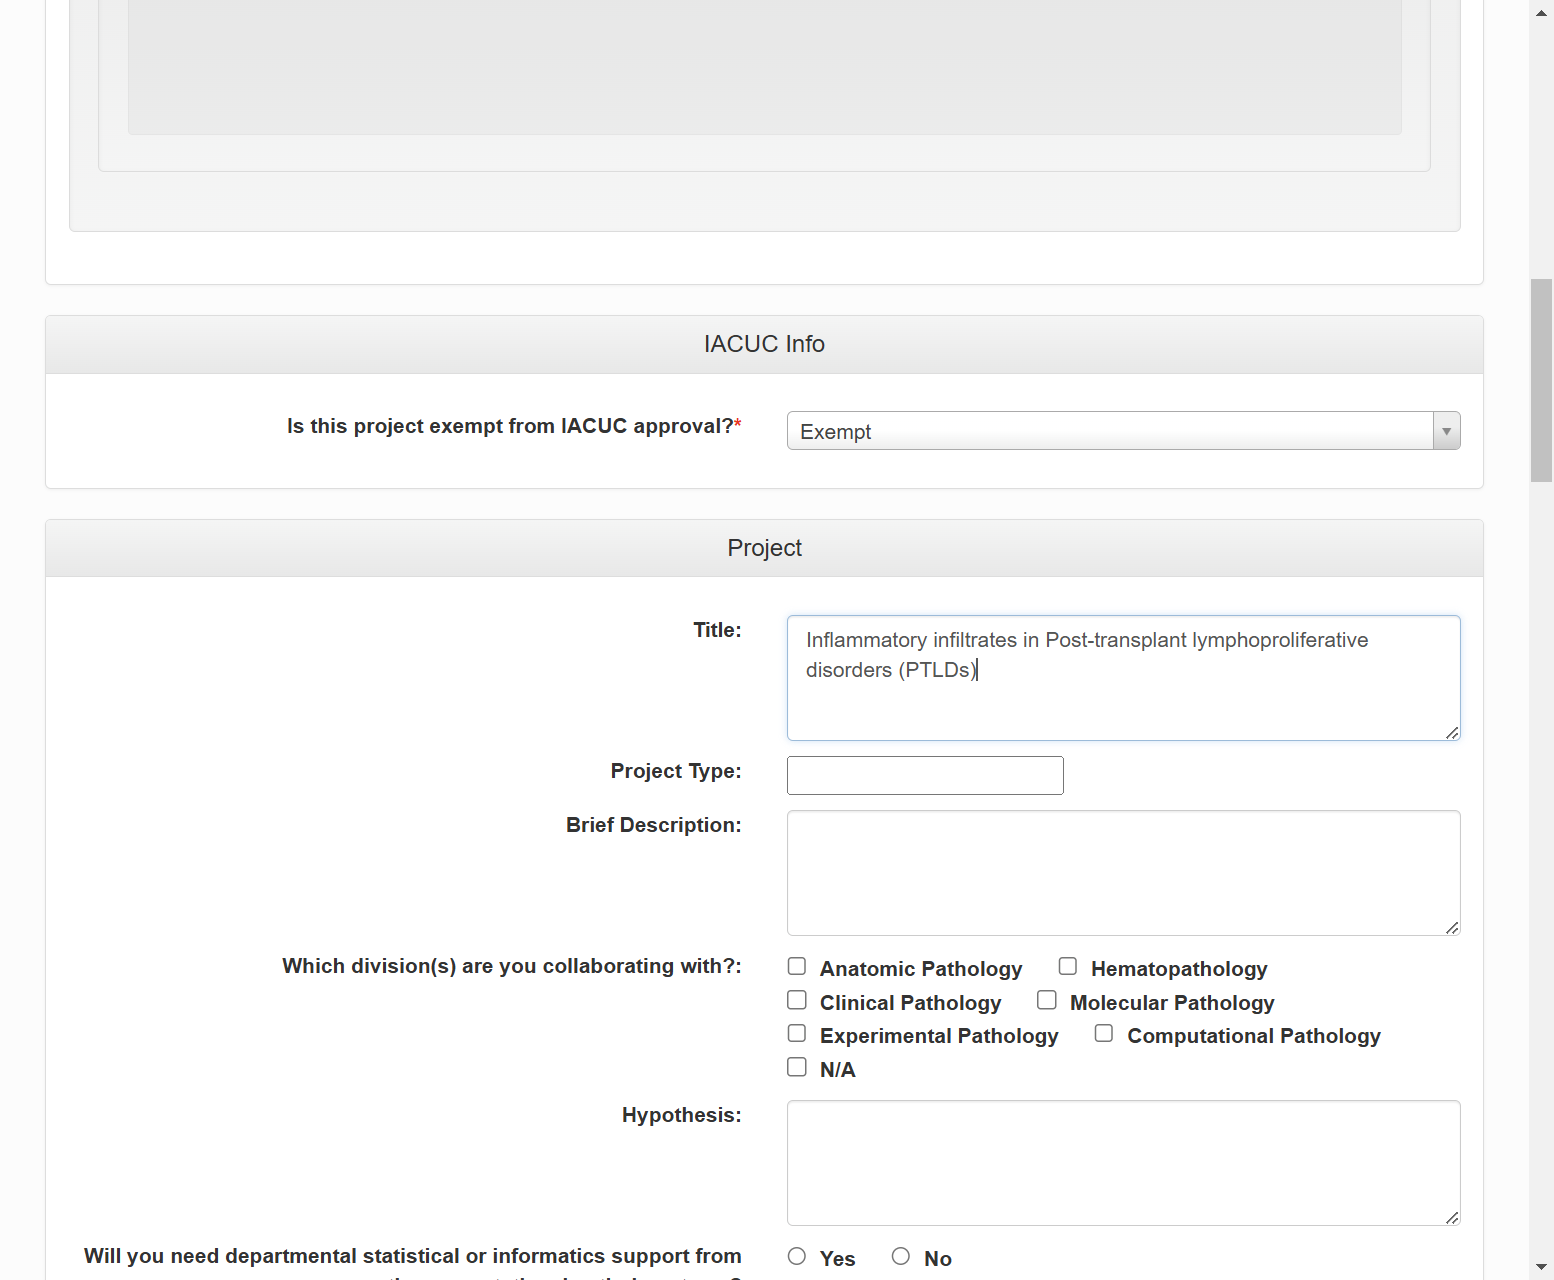 IACUC Info
Is this project exempt from IACUC approval?*
Exempt
Project
Title:
Inflammatory infiltrates in Post-transplant lymphoproliferative
disorders (PTLDs)
Project Type:
Brief Description:
Which division(s) are you collaborating with?:
Anatomic Pathology Hematopathology
Clinical Pathology Molecular Pathology
Experimental Pathology Computational Pathology
N/A
Hypothesis:
Will you need departmental statistical or informatics support from
Yes No